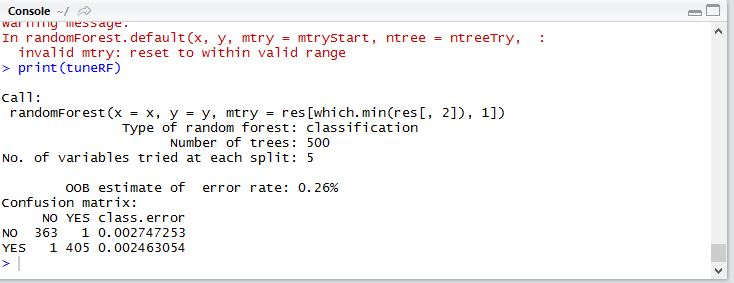 Console ~/
Warning message:
In randomForest.default(x, y, mtry = mtryStart, ntree = ntreeTry,  :
  invalid mtry: reset to within valid range
> print(tuneRF)

Call:
 randomForest(x = x, y = y, mtry = res[which.min(res[, 2]), 1])
               Type of random forest: classification
                     Number of trees: 500
No. of variables tried at each split: 5

        OOB estimate of  error rate: 0.26%
Confusion matrix:
     NO YES class.error
NO  363   1 0.002747253
YES   1 405 0.002463054
>